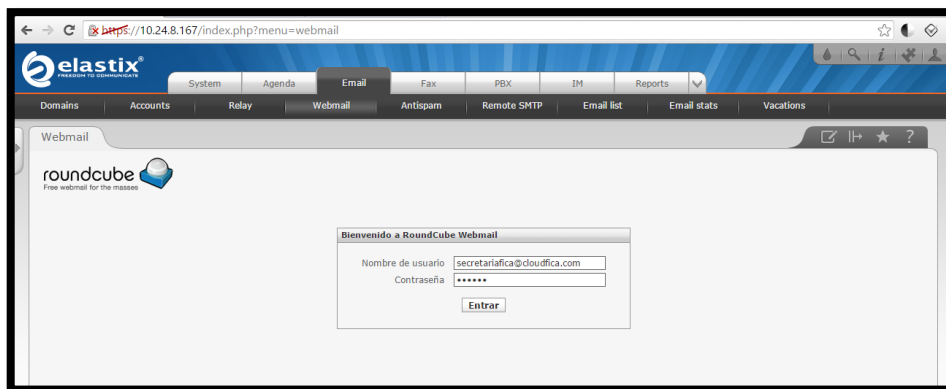 https://10.24.8.167/index.php?menu=webmail
elastix®
FREEDOM TO COMMUNICATE
System Agenda Email Fax PBX IM Reports
Domains Accounts Relay Webmail Antispam Remote SMTP Email list Email stats Vacations
Webmail
roundcube
Free webmail for the masses
Bienvenido a RoundCube Webmail
Nombre de usuario secretariafica@cloudfica.com
Contraseña ••••••
Entrar